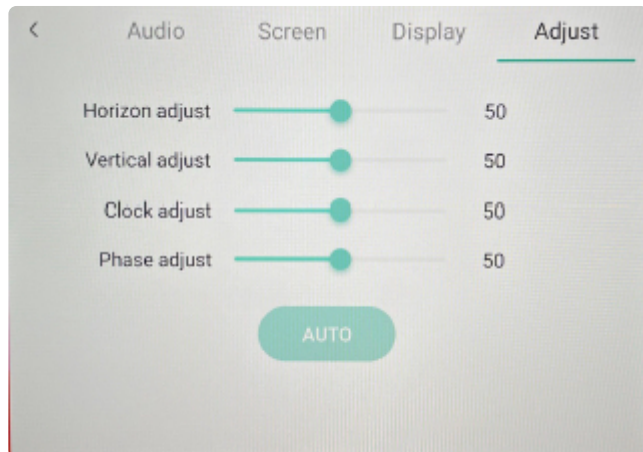 Audio Screen Display Adjust
Horizon adjust 50
Vertical adjust 50
Clock adjust 50
Phase adjust 50
AUTO